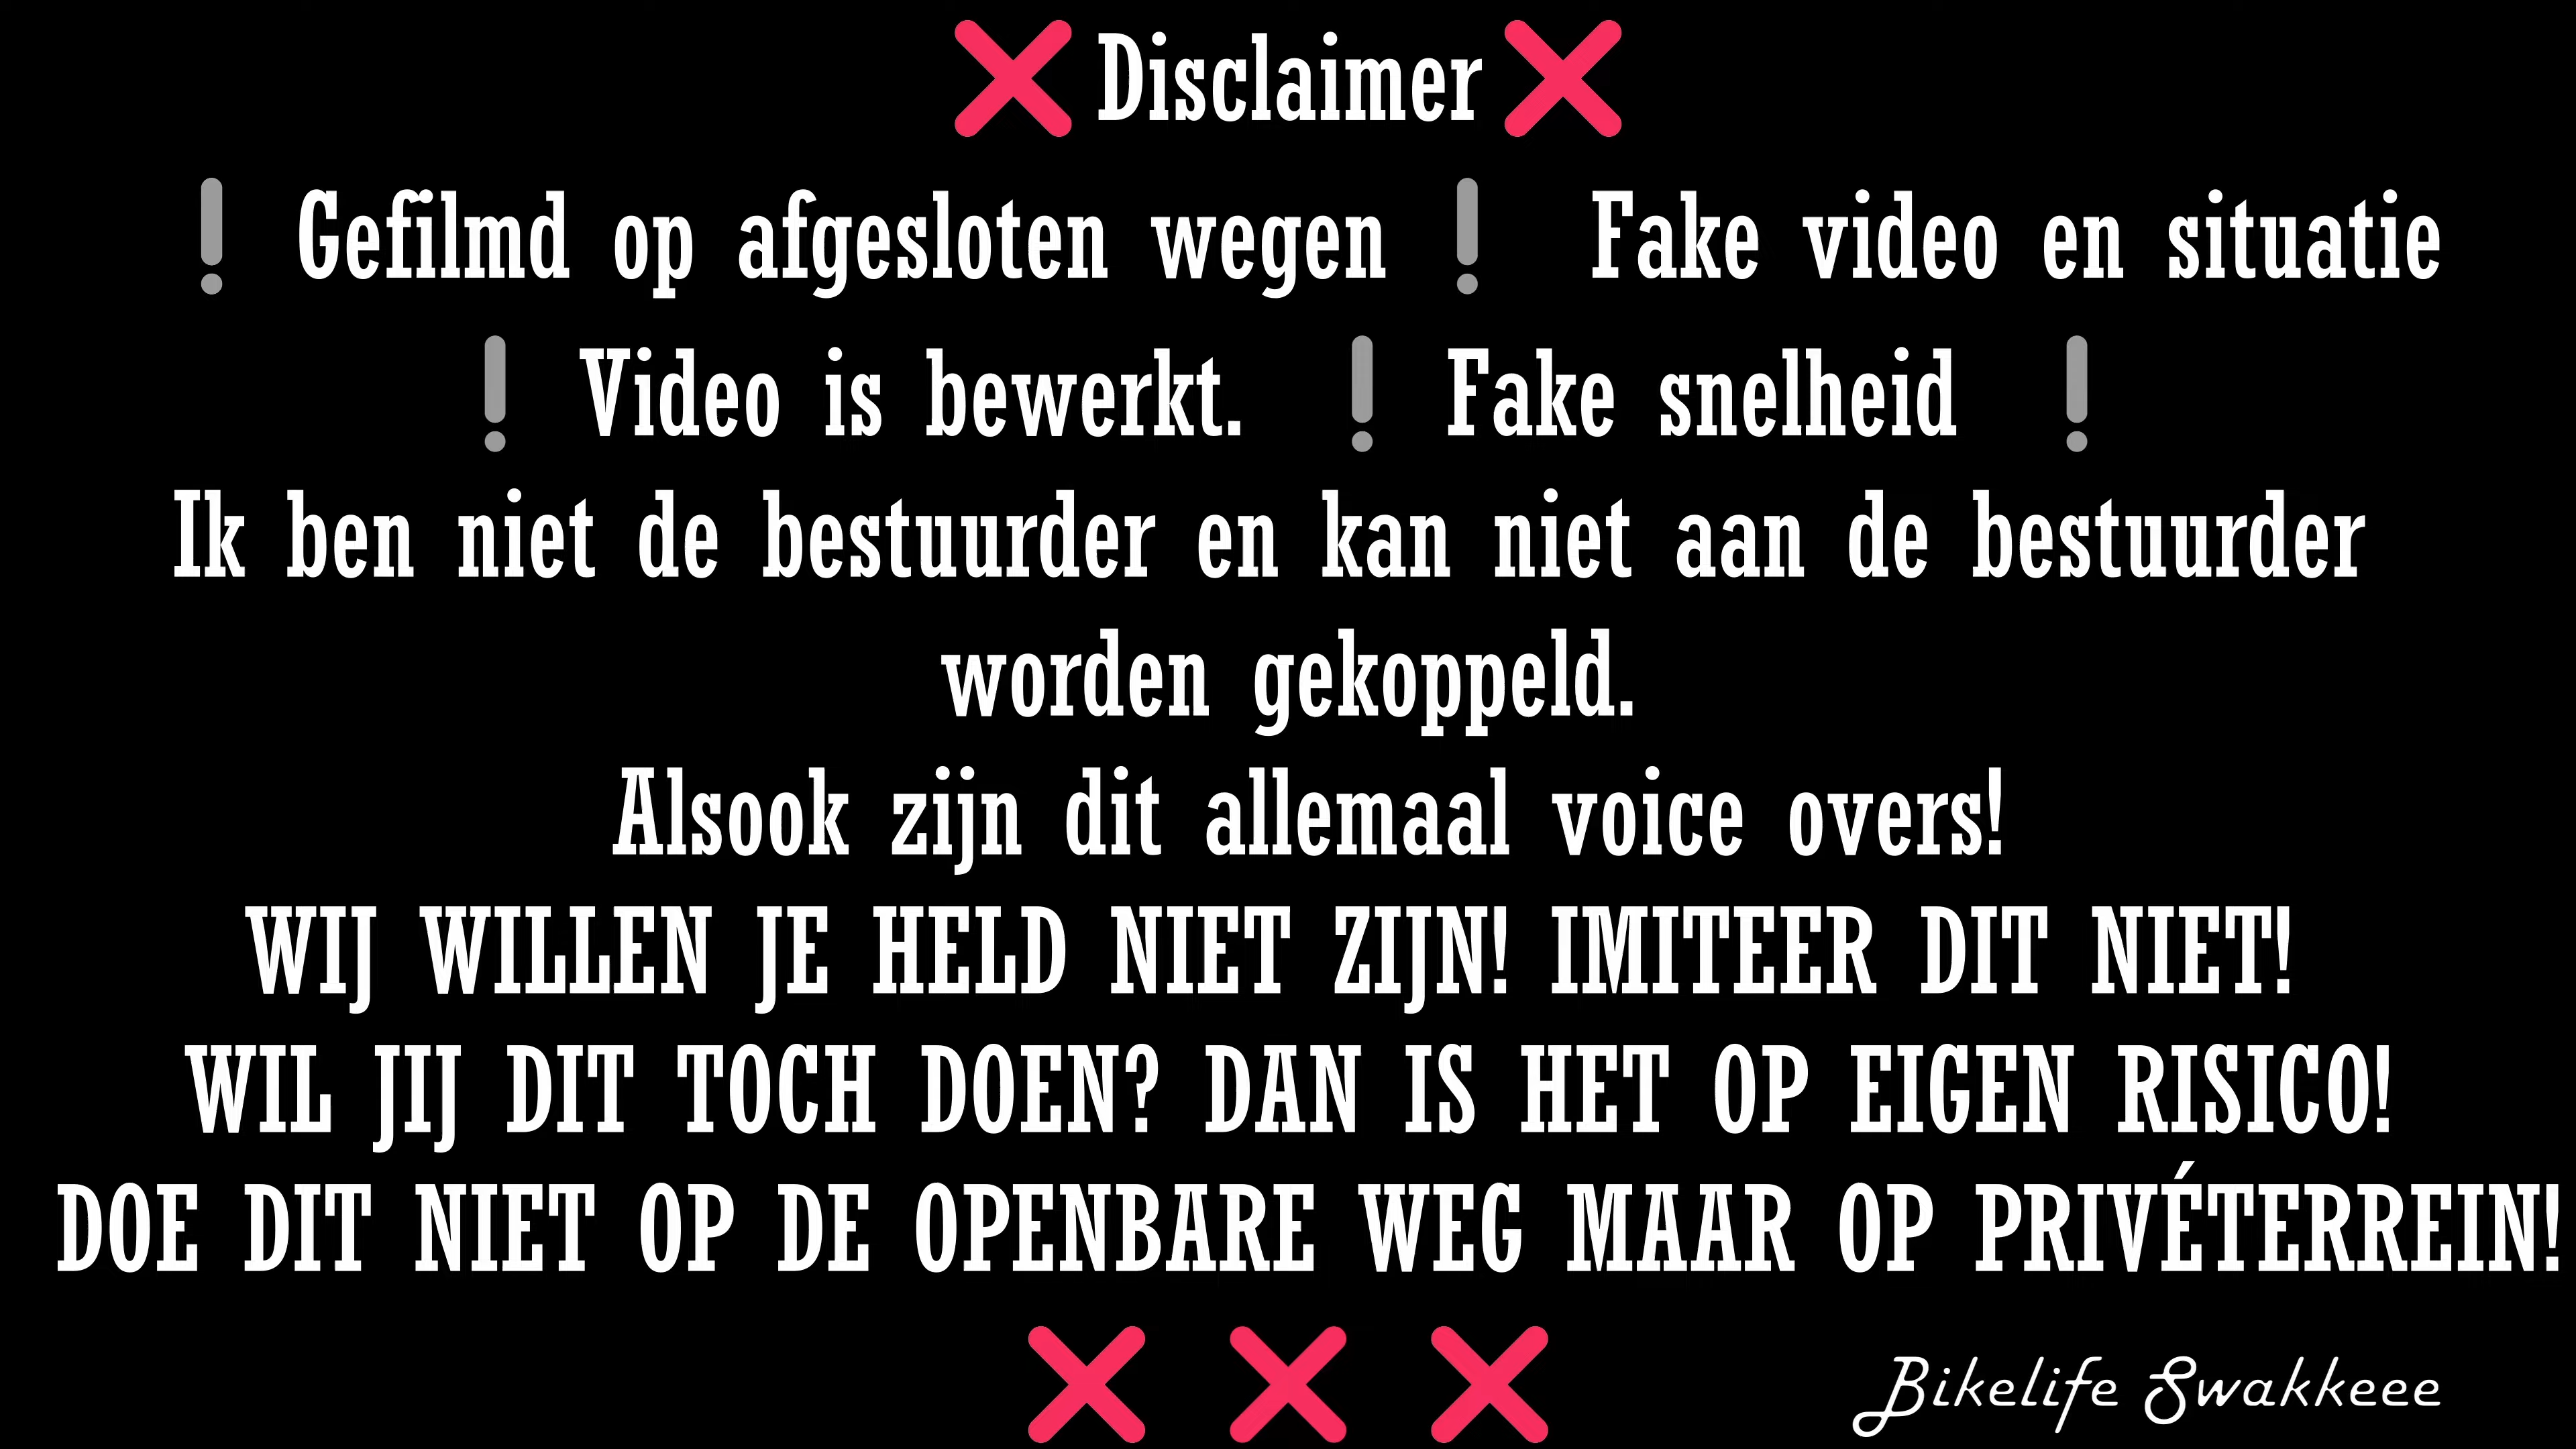 ❌Disclaimer❌
❕ Gefilmd op afgesloten wegen ❕ Fake video en situatie
❕ Video is bewerkt. ❕ Fake snelheid ❕
Ik ben niet de bestuurder en kan niet aan de bestuurder
worden gekoppeld.
Alsook zijn dit allemaal voice overs!
WIJ WILLEN JE HELD NIET ZIJN! IMITEER DIT NIET!
WIL JIJ DIT TOCH DOEN? DAN IS HET OP EIGEN RISICO!
DOE DIT NIET OP DE OPENBARE WEG MAAR OP PRIVÉTERREIN!
❌ ❌ ❌
Bikelife Swakkeee